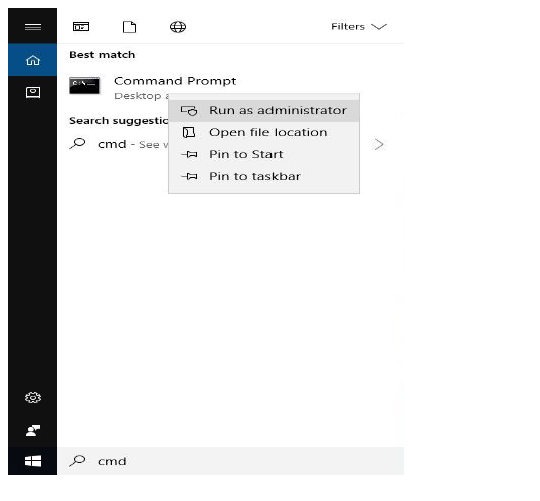 Filters
Best match
Command Prompt
Desktop
Run as administrator
Search
Open file location
cmd - See
Pin to Start
Pin to taskbar
cmd